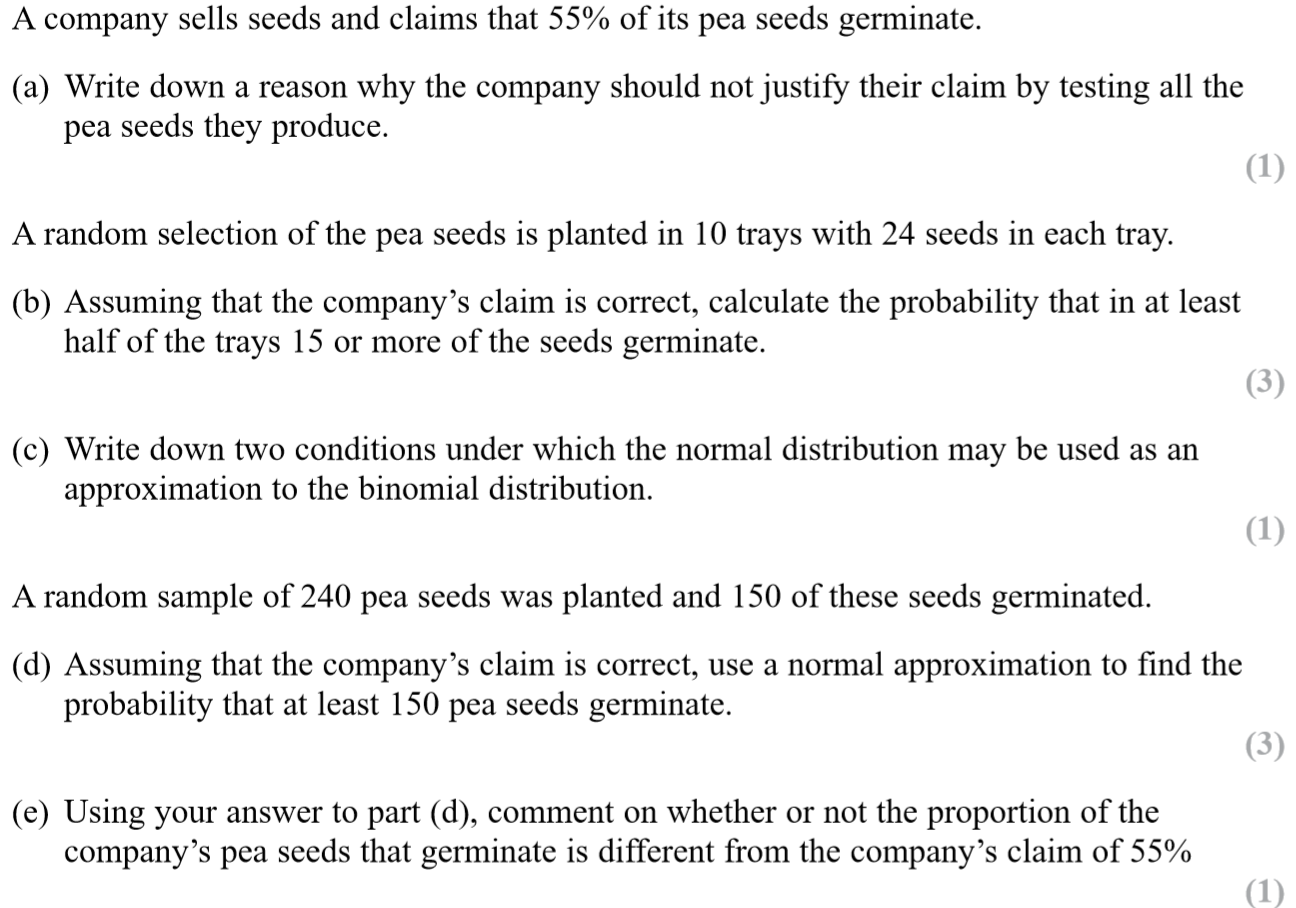 A company sells seeds and claims that 55% of its pea seeds germinate.
(a) Write down a reason why the company should not justify their claim by testing all the
pea seeds they produce.
(1)
A random selection of the pea seeds is planted in 10 trays with 24 seeds in each tray.
(b) Assuming that the company’s claim is correct, calculate the probability that in at least
half of the trays 15 or more of the seeds germinate.
(3)
(c) Write down two conditions under which the normal distribution may be used as an
approximation to the binomial distribution.
(1)
A random sample of 240 pea seeds was planted and 150 of these seeds germinated.
(d) Assuming that the company’s claim is correct, use a normal approximation to find the
probability that at least 150 pea seeds germinate.
(3)
(e) Using your answer to part (d), comment on whether or not the proportion of the
company’s pea seeds that germinate is different from the company’s claim of 55%
(1)